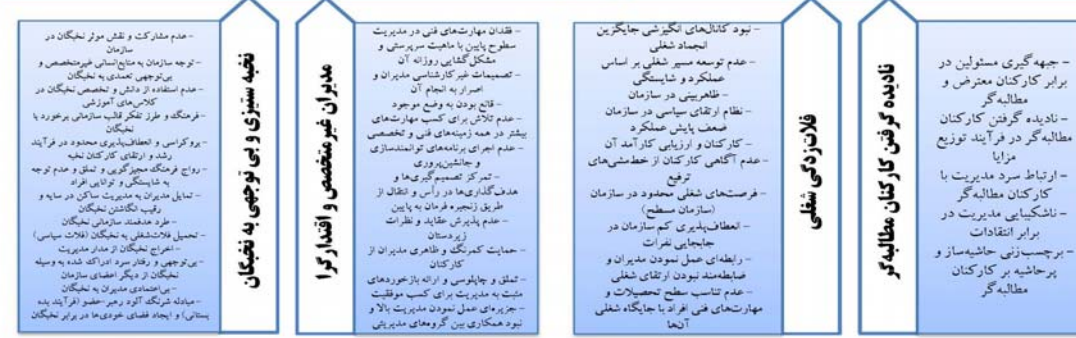 - جبهه گیری مسئولین در
برابر کارکنان معترض و
مطالبه‌گر
- نادیده گرفتن کارکنان
مطالبه‌گر در فرآیند توزیع
مزایا
- ارتباط سرد مدیریت با
کارکنان مطالبه‌گر
- ناشکیبایی مدیریت در
برابر انتقادات
- برچسب‌زنی حاشیه‌ساز و
پرحاشیه بر کارکنان
مطالبه‌گر
نادیده گرفتن کارکنان مطالبه‌گر
- نبود کانال‌های انگیزشی جایگزین
انجماد شغلی
- عدم توسعه مسیر شغلی بر اساس
عملکرد و شایستگی
- ظاهربینی در سازمان
- نظام ارتقای سیاسی در سازمان
ضعف پایش عملکرد
- کارکنان و ارزیابی کارآمد آن
- عدم آگاهی کارکنان از خط‌مشی‌های
ترفیع
- فرصت‌های شغلی محدود در سازمان
(سازمان مسطح)
- انعطاف‌پذیری کم سازمان در
جابجایی نفرات
- رابطه‌ای عمل نمودن مدیران و
ضابطه‌مند نبودن ارتقای شغلی
- عدم تناسب سطح تحصیلات و
مهارت‌های فنی افراد با جایگاه شغلی
آن‌ها
فلات‌زدگی شغلی
- فقدان مهارت‌های فنی در مدیریت
سطوح پایین با ماهیت سرپرستی و
مشکل‌گشایی روزانه آن
- تصمیمات غیرکارشناسی مدیران و
اصرار به انجام آن
- قانع بودن به وضع موجود
- عدم تلاش برای کسب مهارت‌های
بیشتر در همه زمینه‌های فنی و تخصصی
- عدم اجرای برنامه‌های توانمندسازی
و جانشین‌پروری
- تمرکز تصمیم‌گیری‌ها و
هدف‌گذاری‌ها در رأس و انتقال از
طریق زنجیره فرمان به پایین
- عدم پذیرش عقاید و نظرات
زیردستان
- حمایت کمرنگ و ظاهری مدیران از
کارکنان
- تملق و چاپلوسی و ارائه بازخوردهای
مثبت به مدیریت برای کسب موفقیت
- جزیره‌ای عمل نمودن مدیریت بالا و
نبود همکاری بین گروه‌های مدیریتی
مدیران غیرمتخصص و اقتدارگرا
- عدم مشارکت و نقش موثر نخبگان در
سازمان
- توجه سازمان به منابع‌انسانی غیرمتخصص و
بی‌توجهی تعمدی به نخبگان
- عدم استفاده از دانش و تخصص نخبگان در
کلاس‌های آموزشی
- فرهنگ و طرز تفکر قالب سازمانی برخورد با
نخبگان
- بروکراسی و انعطاف‌پذیری محدود در فرآیند
رشد و ارتقای کارکنان نخبه
- رواج فرهنگ مجیزگویی و تملق و عدم توجه
به شایستگی و توانایی افراد
- تمایل مدیران به مدیریت ساکن در سایه و
رقیب انگاشتن نخبگان
- طرد هدفمند سازمانی نخبگان
- تحمیل فلات‌شغلی به نخبگان (فلات سیاسی)
- اخراج نخبگان از مدار مدیریت
- بی‌توجهی و رفتار سرد ادراک شده به وسیله
نخبگان از دیگر اعضای سازمان
- بی‌اعتمادی مدیران به نخبگان
- مبادله شرنگ آلود رهبر-عضو (فرآیند بده
بستانی) و ایجاد فضای خودی‌ها در برابر نخبگان
نخبه ستیزی و بی توجهی به نخبگان